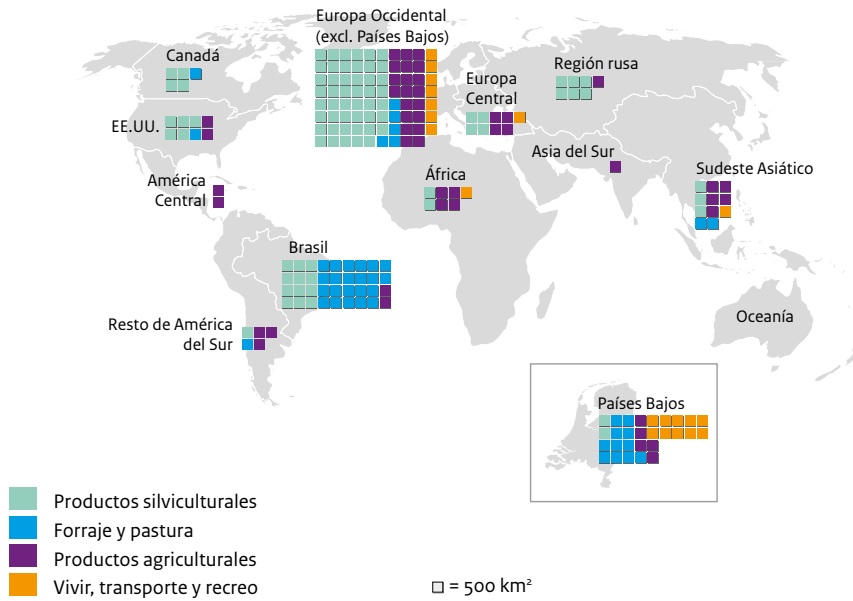 Europa Occidental
(excl. Países Bajos)
Canadá
Región rusa
Europa
Central
EE.UU.
Asia del Sur
Sudeste Asiático
América
Central
África
Brasil
Resto de América
del Sur
Oceanía
Países Bajos
Productos silviculturales
Forraje y pastura
Productos agriculturales
Vivir, transporte y recreo
= 500 km²